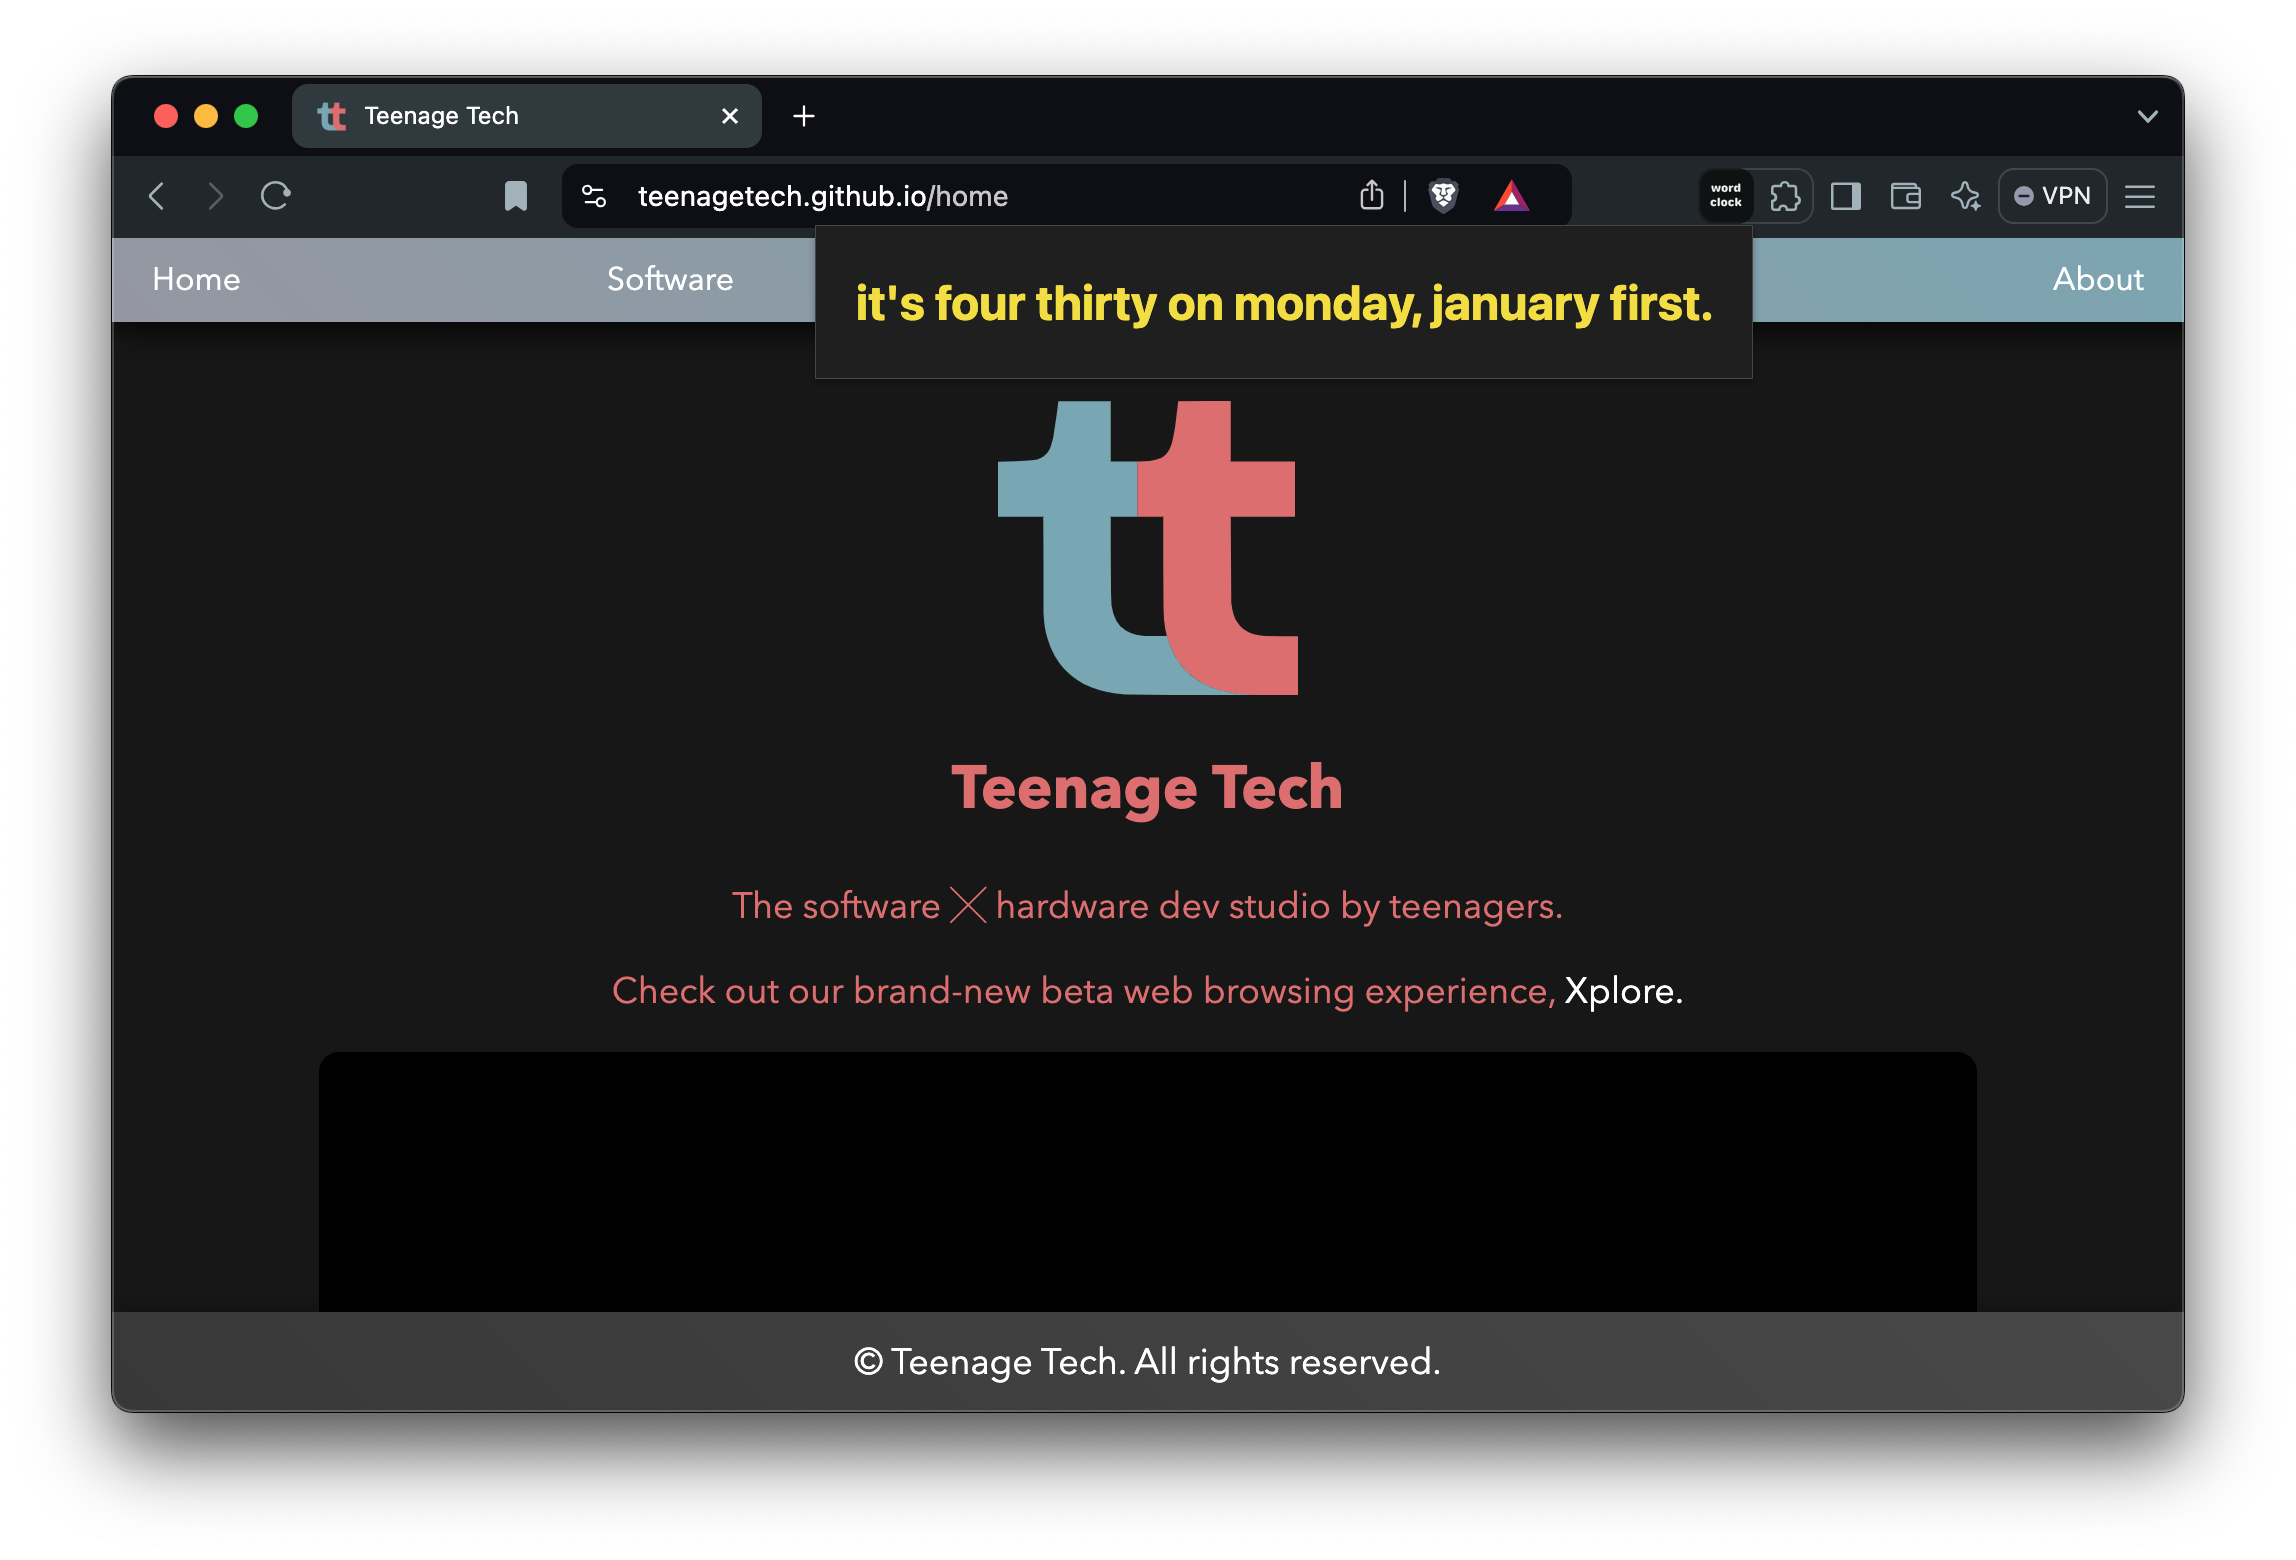 Teenage Tech
teenagetech.github.io/home
word
clock
VPN
Home
Software
About
it's four thirty on monday, january first.
tt
Teenage Tech
The software X hardware dev studio by teenagers.
Check out our brand-new beta web browsing experience, Xplore.
© Teenage Tech. All rights reserved.